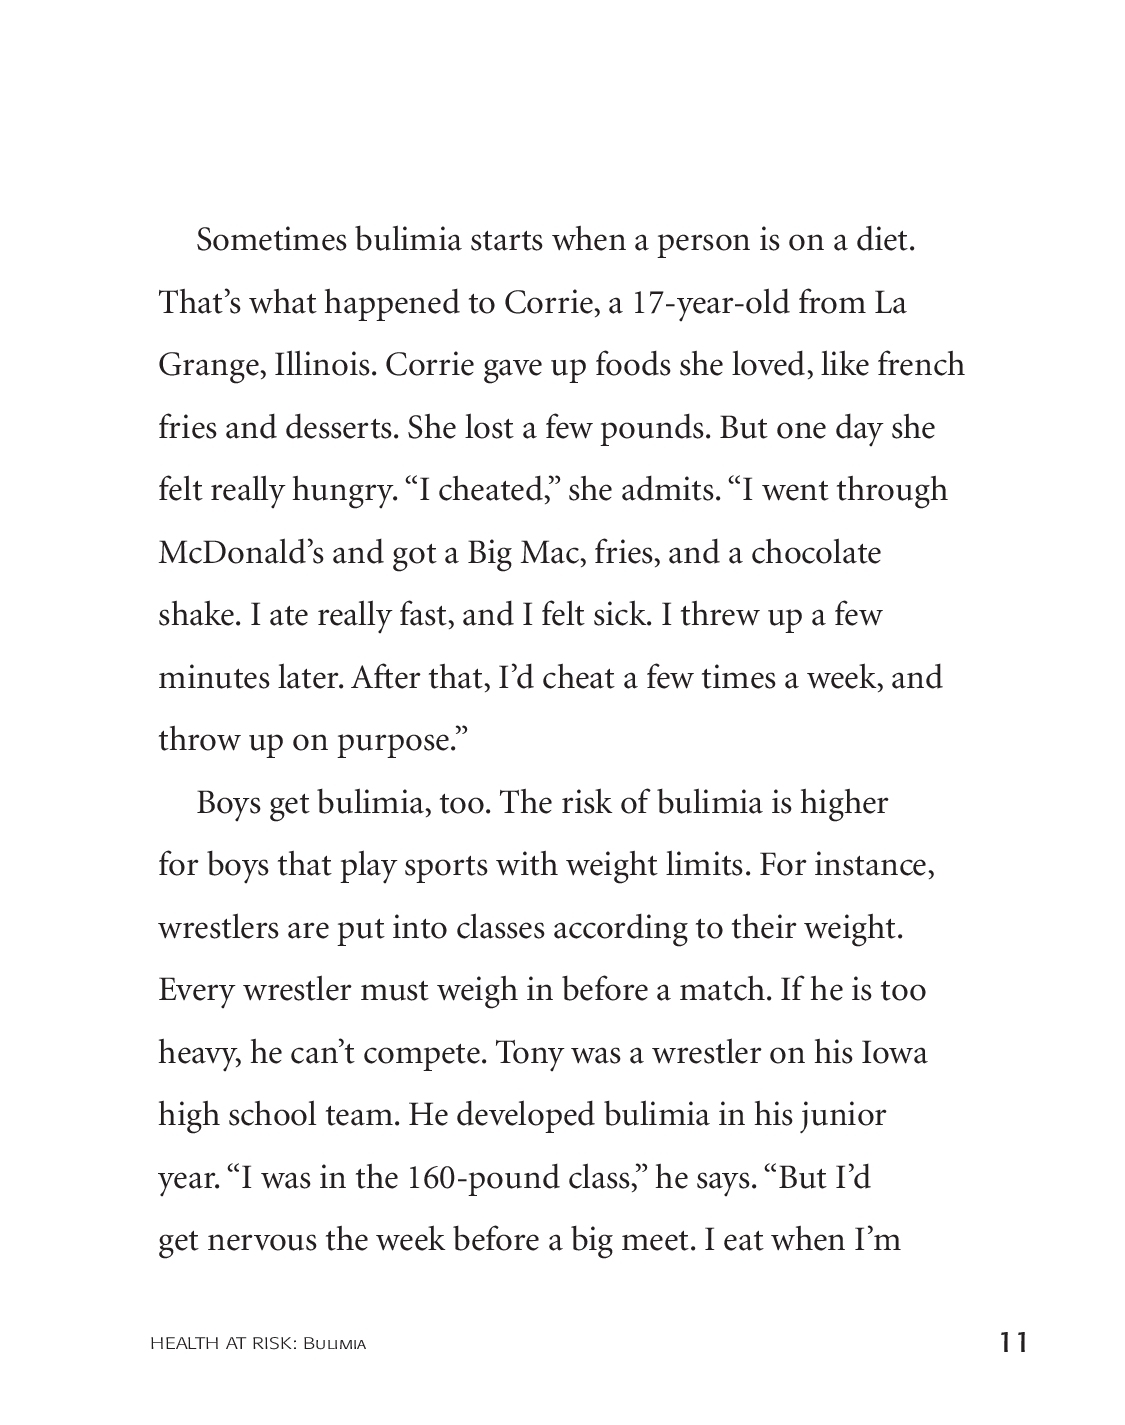 Sometimes bulimia starts when a person is on a diet.
That’s what happened to Corrie, a 17-year-old from La
Grange, Illinois. Corrie gave up foods she loved, like french
fries and desserts. She lost a few pounds. But one day she
felt really hungry. “I cheated,” she admits. “I went through
McDonald’s and got a Big Mac, fries, and a chocolate
shake. I ate really fast, and I felt sick. I threw up a few
minutes later. After that, I’d cheat a few times a week, and
throw up on purpose.”
Boys get bulimia, too. The risk of bulimia is higher
for boys that play sports with weight limits. For instance,
wrestlers are put into classes according to their weight.
Every wrestler must weigh in before a match. If he is too
heavy, he can’t compete. Tony was a wrestler on his Iowa
high school team. He developed bulimia in his junior
year. “I was in the 160-pound class,” he says. “But I’d
get nervous the week before a big meet. I eat when I’m
HEALTH AT RISK: Bulimia 11